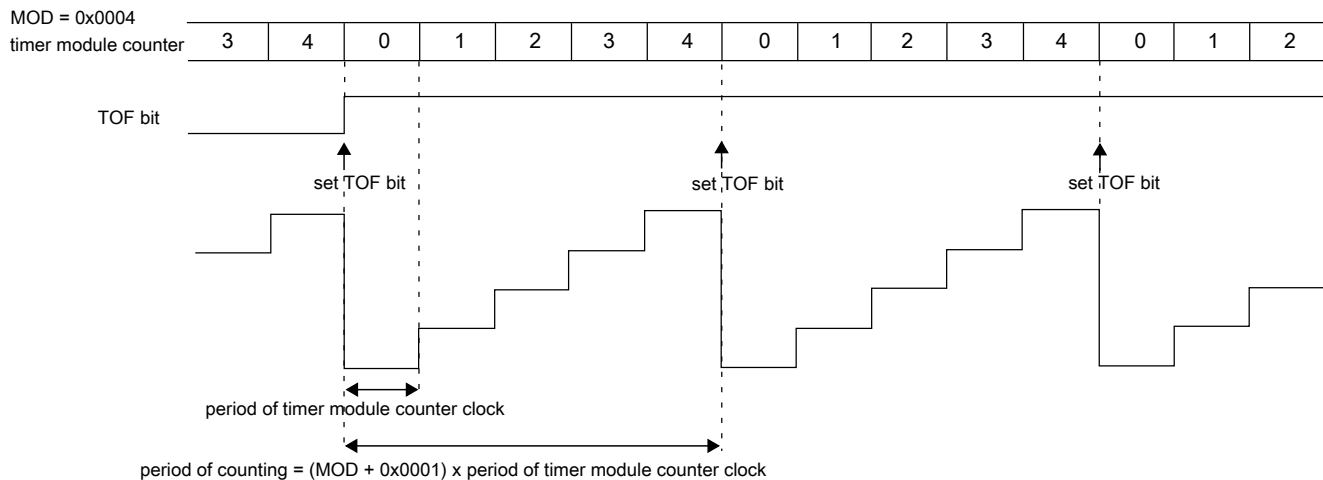 MOD = 0x0004
timer module counter 3 4 0 1 2 3 4 0 1 2 3 4 0 1 2
TOF bit
set TOF bit set TOF bit set TOF bit
period of timer module counter clock
period of counting = (MOD + 0x0001) x period of timer module counter clock